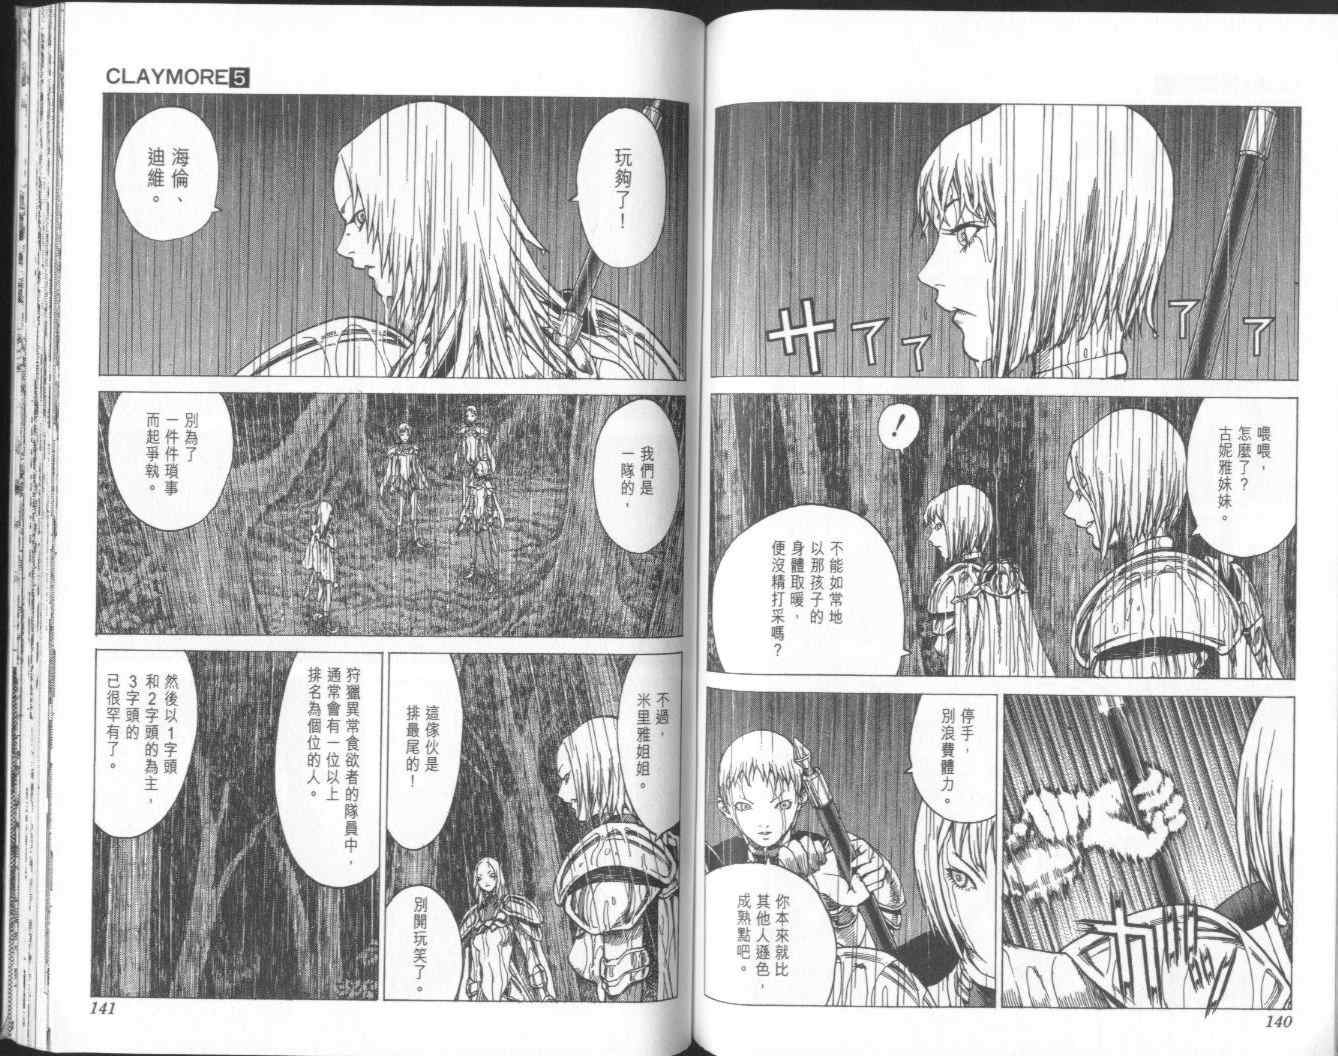 サァァ
ァァ
喂喂，
怎麼了？
古妮雅妹妹。
！
不能如常地
以那孩子的
身體取暖，
便沒精打采嗎？
ガ
停手，
別浪費體力。
你本來就比
其他人遜色，
成熟點吧。
140
CLAYMORE 5
玩夠了！
海倫、
迪維。
我們是
一隊的，
別為了
一件件瑣事
而起爭執。
不過，
米里雅姐姐。
這傢伙是
排最尾的！
別開玩笑了。
狩獵異常食欲者的隊員中，
通常會有一位以上
排名為個位的人。
然後以1字頭
和2字頭的為主，
3字頭的
已很罕有了。
141